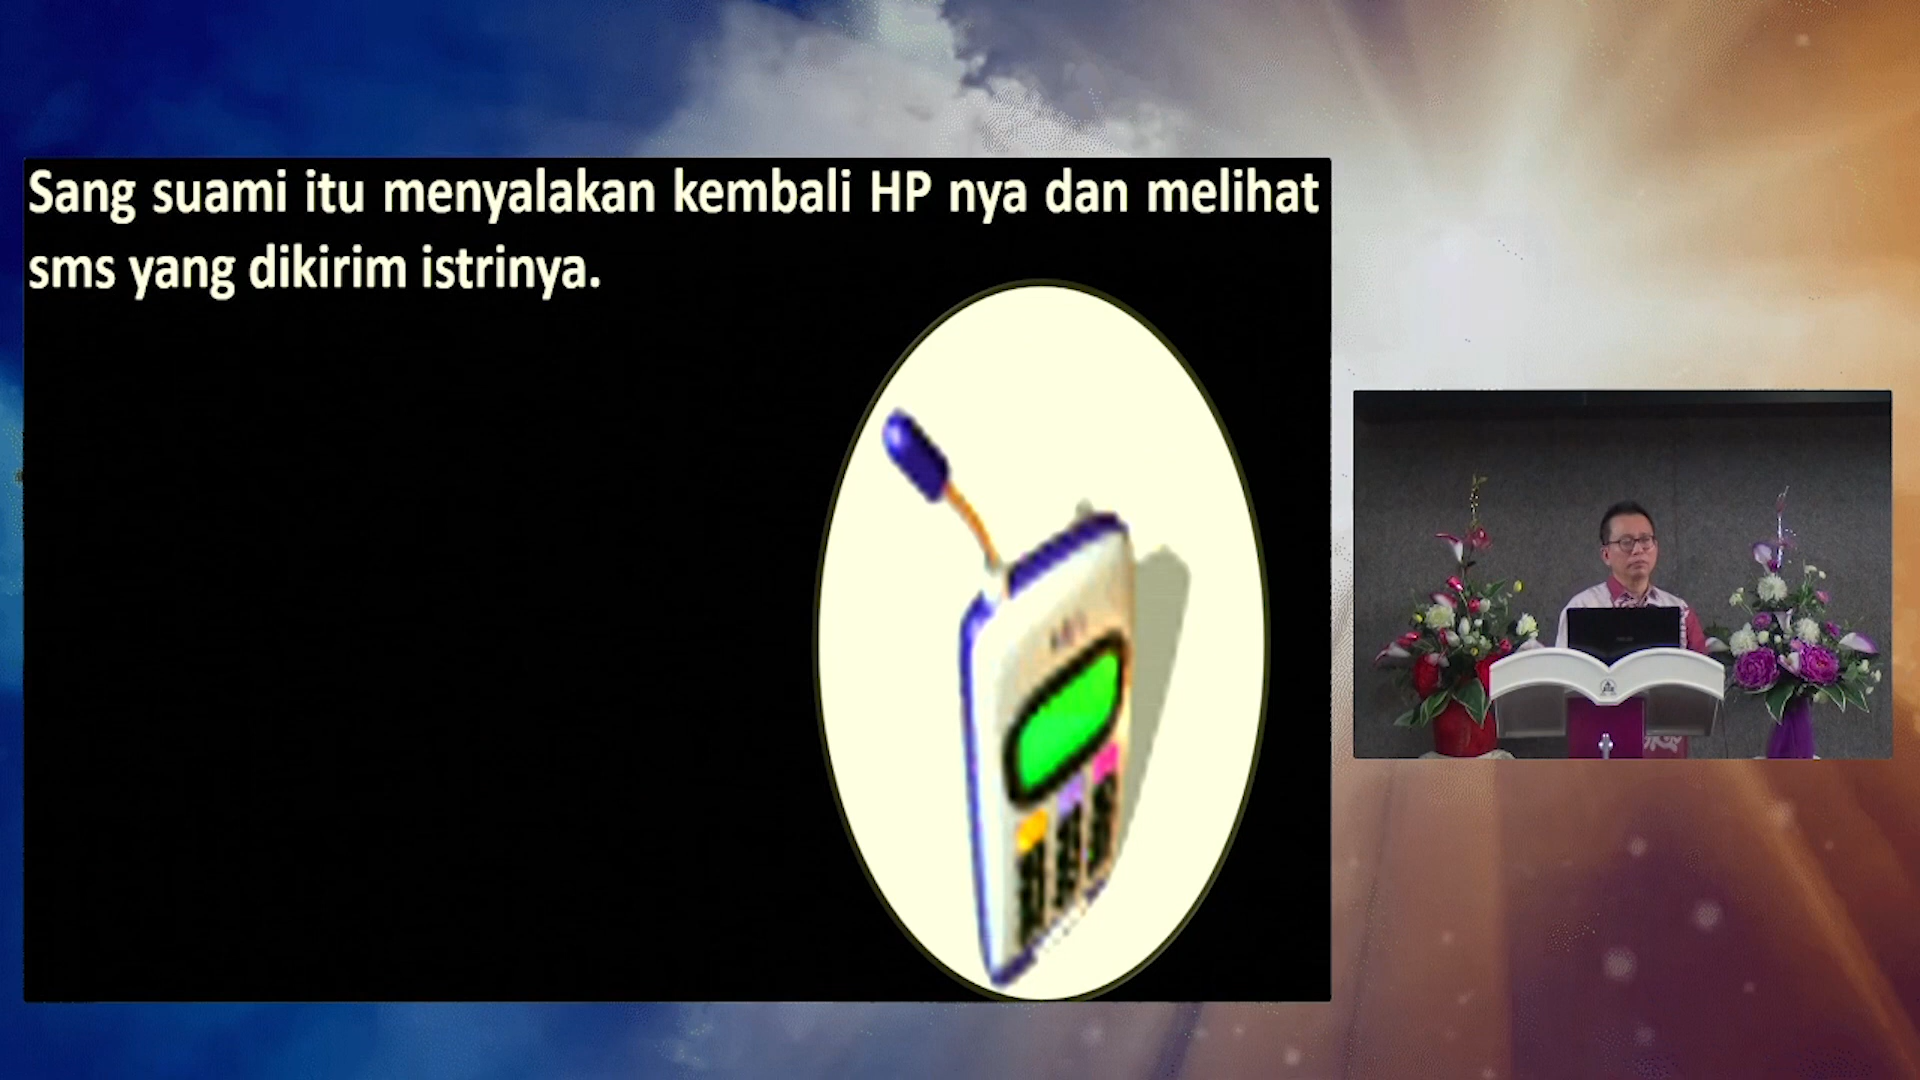 Sang suami itu menyalakan kembali HP nya dan melihat
sms yang dikirim istrinya.